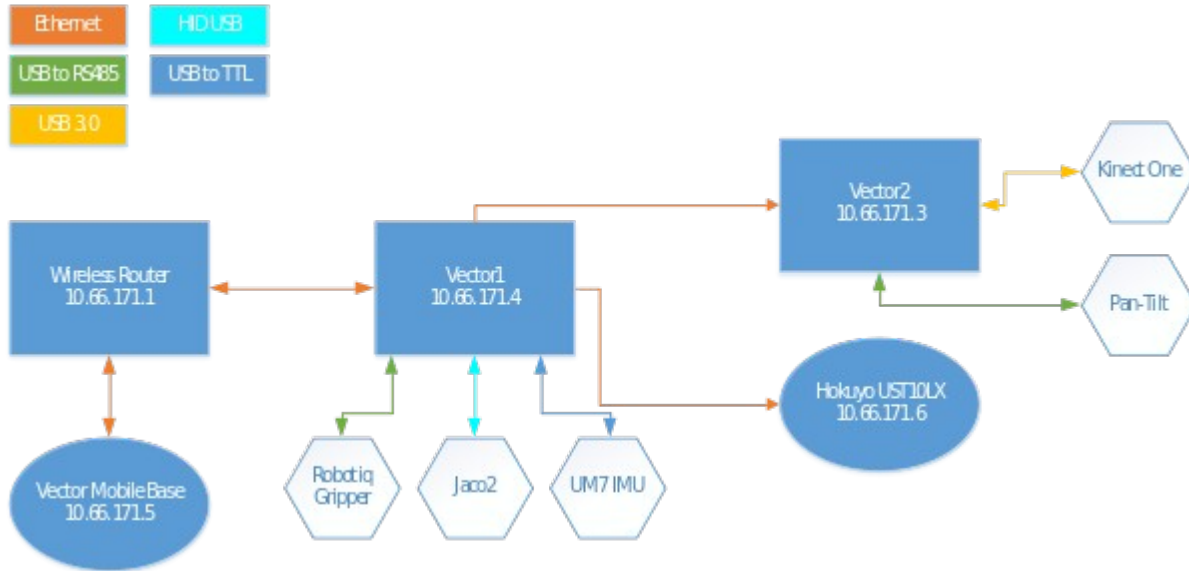 Ethernet
HID USB
USB to RS485
USB to TTL
USB 3.0
Kinect One
Vector2
10.66.171.3
Wireless Router
10.66.171.1
Vector1
10.66.171.4
Pan-Tilt
Hokuyo UST10LX
10.66.171.6
Robotiq
Gripper
Jaco2
UM7 IMU
Vector Mobile Base
10.66.171.5